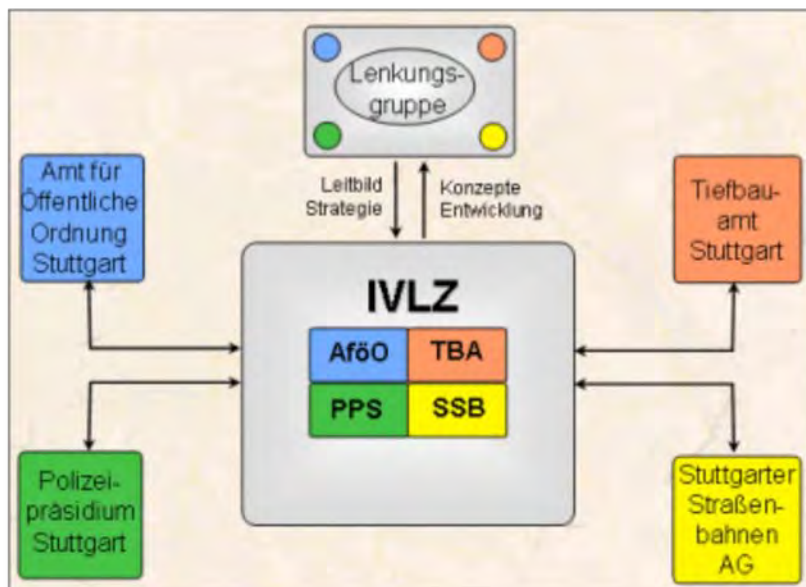 Lenkungs-
gruppe
Leitbild
Strategie
Konzepte
Entwicklung
Amt für
Öffentliche
Ordnung
Stuttgart
Tiefbau-
amt
Stuttgart
IVLZ
AföO
TBA
PPS
SSB
Polizei-
präsidium
Stuttgart
Stuttgarter
Straßen-
bahnen
AG